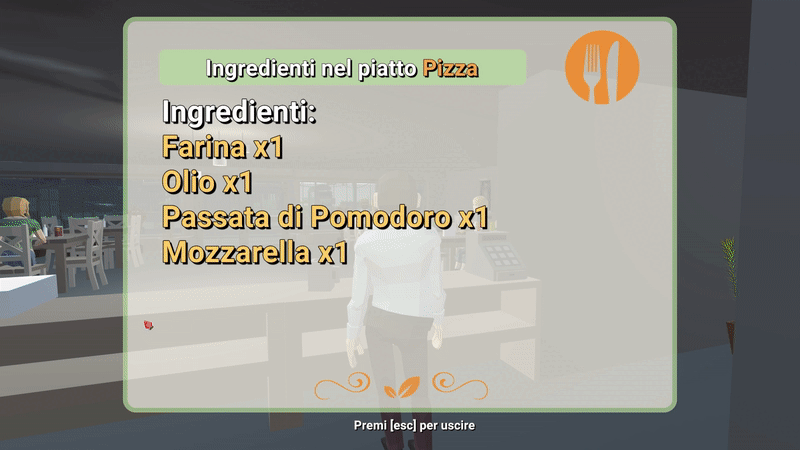 Ingredienti nel piatto Pizza
Ingredienti:
Farina x1
Olio x1
Passata di Pomodoro x1
Mozzarella x1
Premi [esc] per uscire